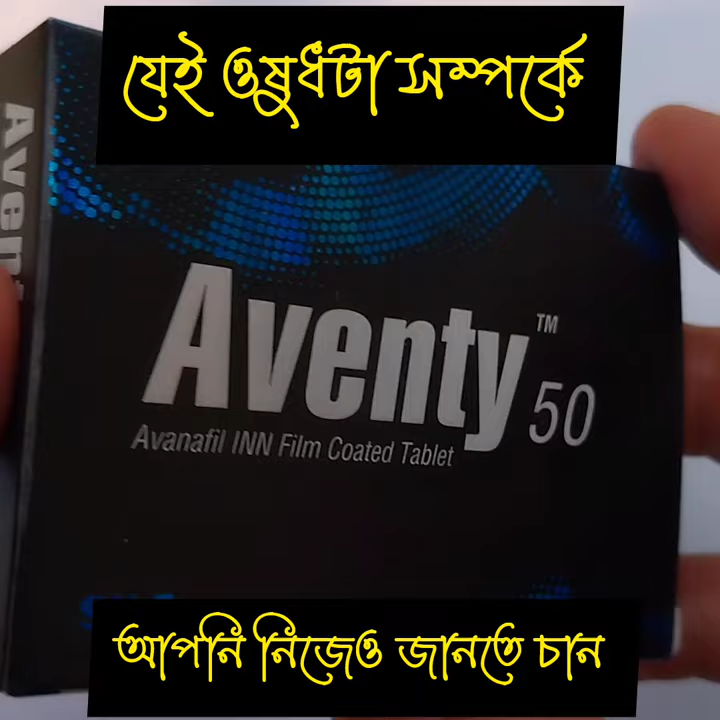 যেই ওষুধটা সম্পর্কে
Aventy™ 50
Avanafil INN Film Coated Tablet
আপনি নিজেও জানতে চান